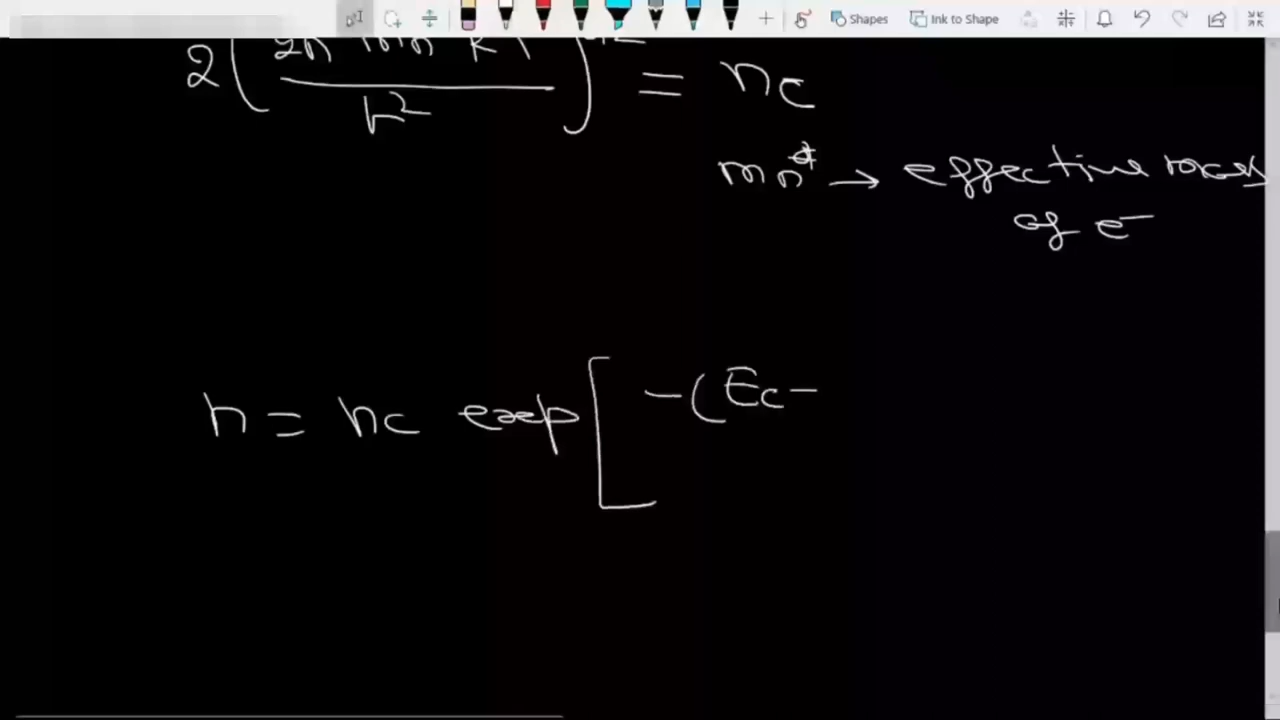 Shapes
Ink to Shape
2( / h² ) = nc
mn* → effective mass
of e⁻
n = nc exp[ -(Ec -